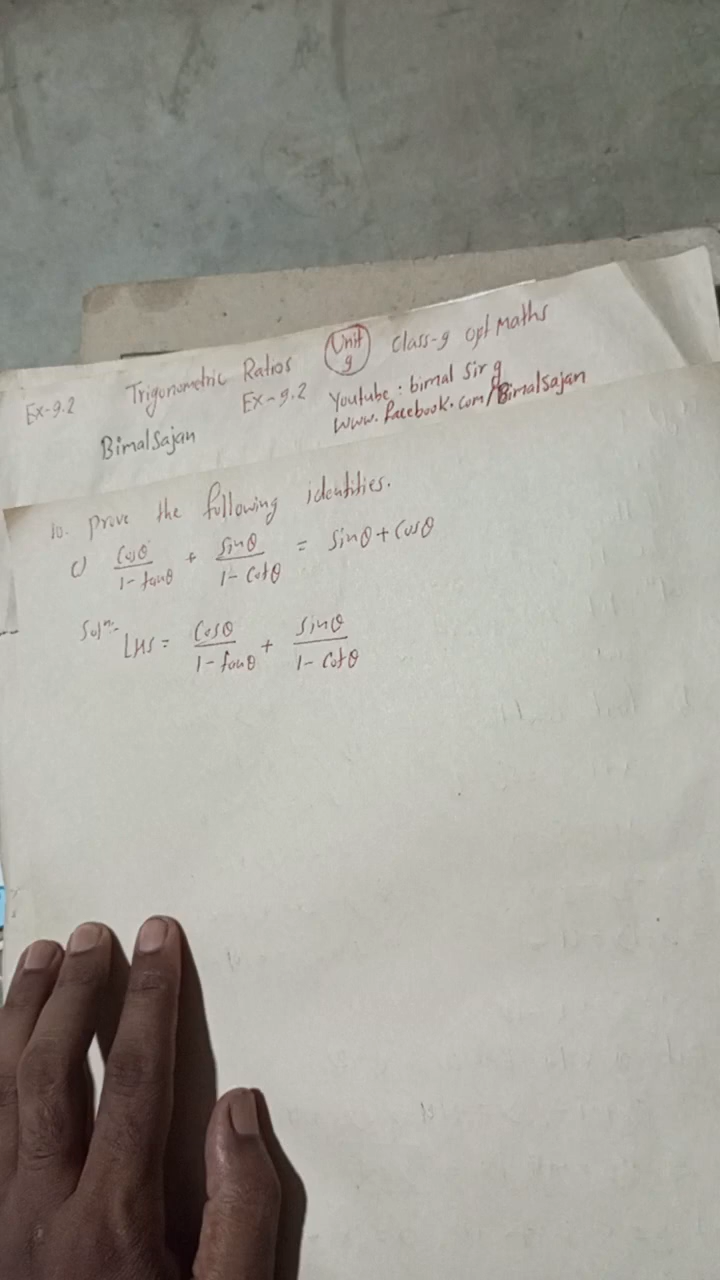 Trigonometric Ratios Unit 9 Class-9 opt Maths
Ex-9.2 Ex-9.2 Youtube : bimal sir g
BimalSajan www.facebook.com/BimalSajan
10. prove the following identities.
c) Cosθ/1-tanθ + Sinθ/1-Cotθ = Sinθ+Cosθ
Solⁿ:- LHS = Cosθ/1-tanθ + Sinθ/1-Cotθ